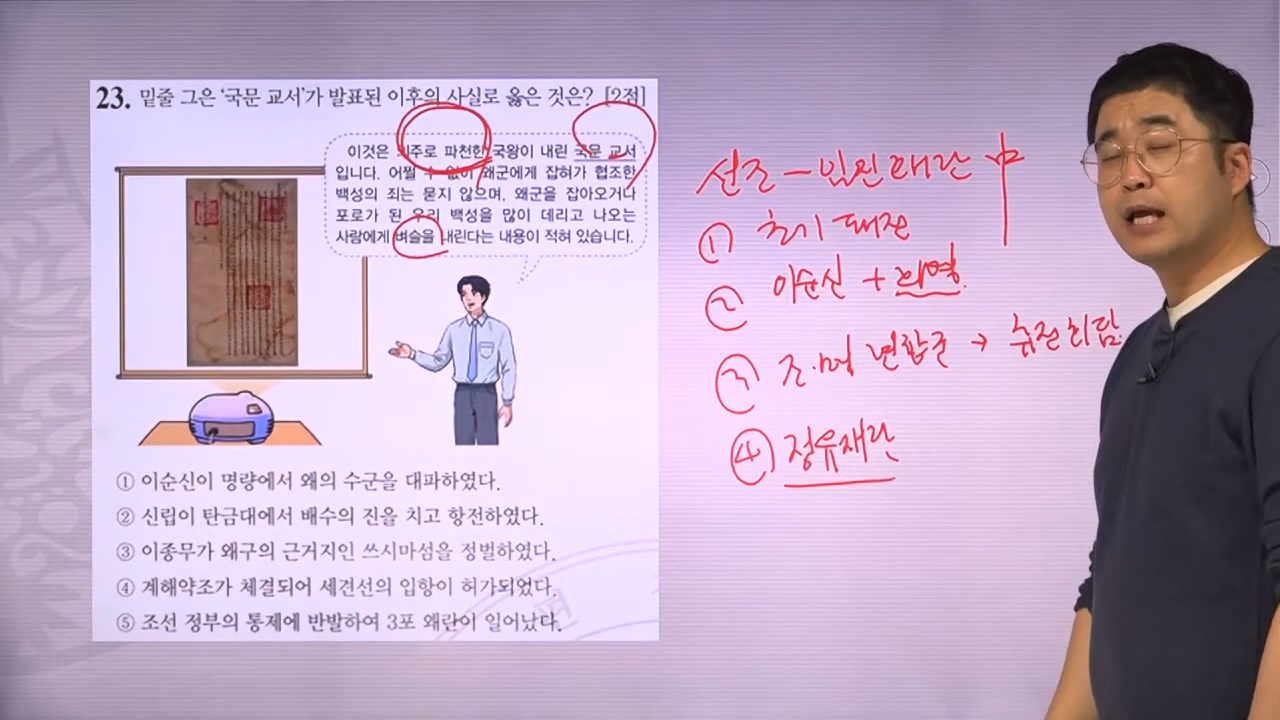 23. 밑줄 그은 '국문 교서'가 발표된 이후의 사실로 옳은 것은? [2점]
이것은 의주로 파천한 국왕이 내린 국문 교서
입니다. 어쩔 수 없이 왜군에게 잡혀가 협조한
백성의 죄는 묻지 않으며, 왜군을 잡아오거나
포로가 된 우리 백성을 많이 데리고 나오는
사람에게 벼슬을 내린다는 내용이 적혀 있습니다.
① 이순신이 명량에서 왜의 수군을 대파하였다.
② 신립이 탄금대에서 배수의 진을 치고 항전하였다.
③ 이종무가 왜구의 근거지인 쓰시마섬을 정벌하였다.
④ 계해약조가 체결되어 세견선의 입항이 허가되었다.
⑤ 조선 정부의 통제에 반발하여 3포 왜란이 일어났다.
선조 - 임진왜란 中
① 초기 패전
② 이순신 + 의병
③ 조·명 연합군 → 휴전회담
④ 정유재란